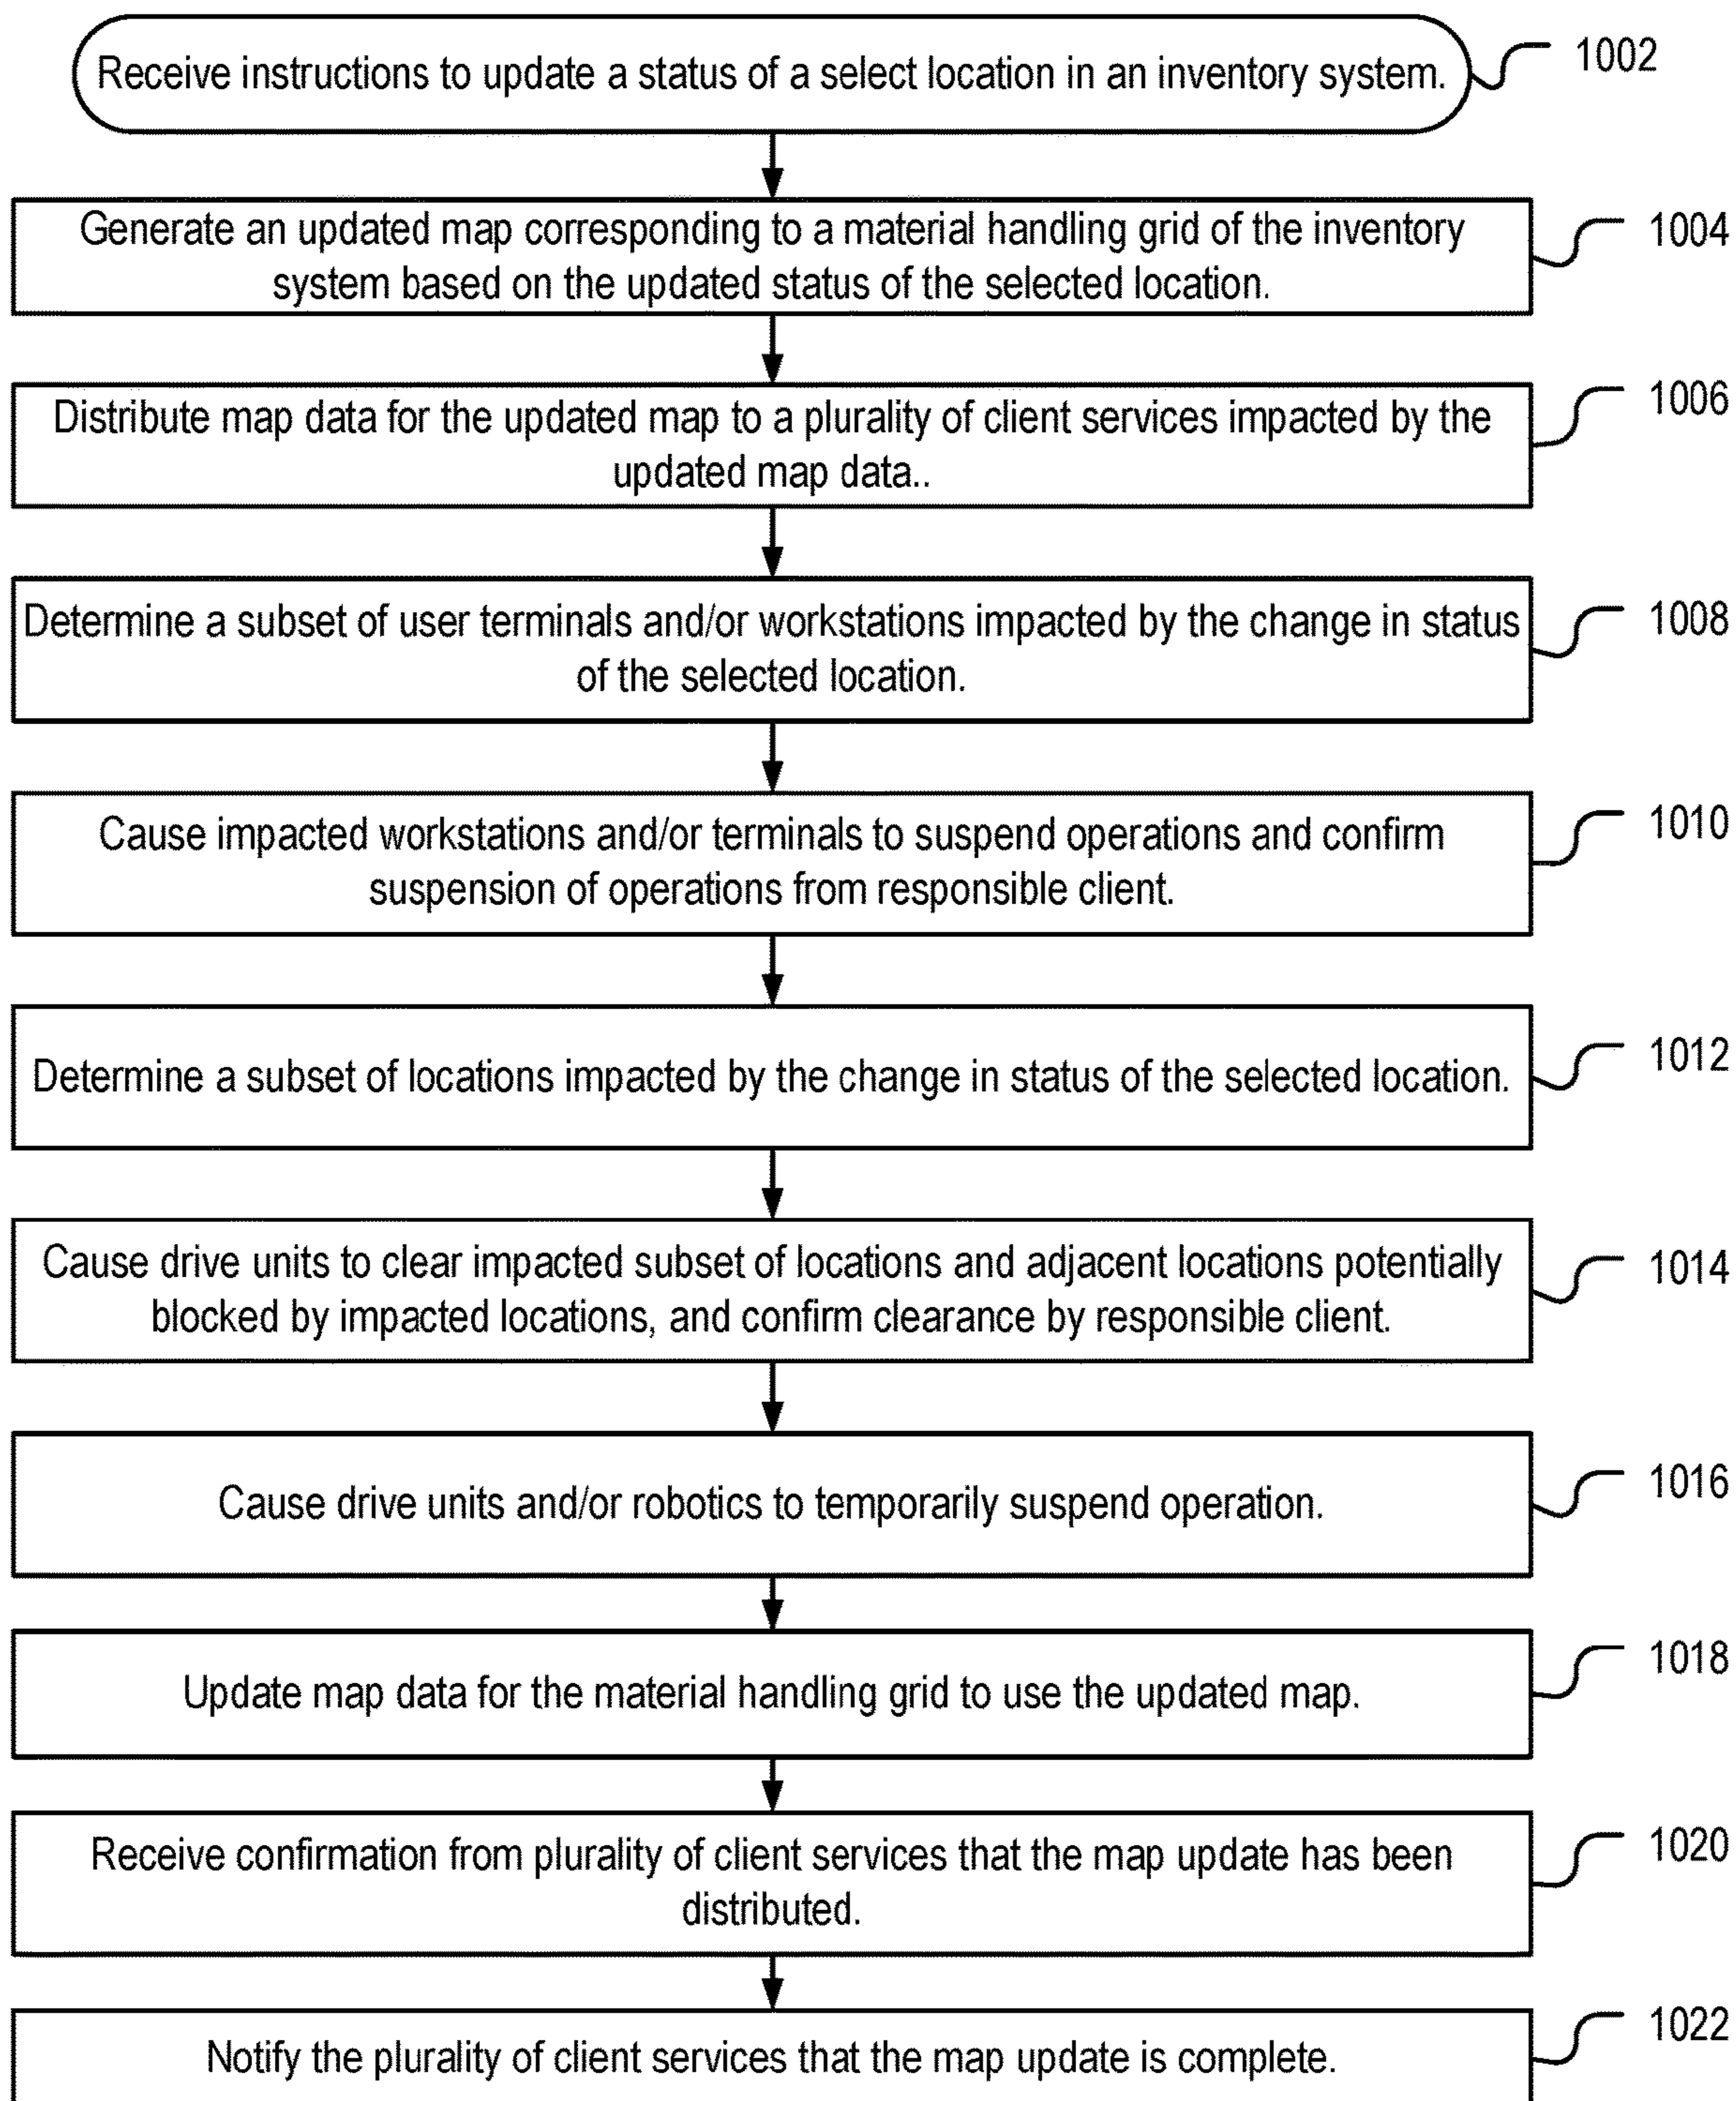 Receive instructions to update a status of a select location in an inventory system.
1002
Generate an updated map corresponding to a material handling grid of the inventory
system based on the updated status of the selected location.
1004
Distribute map data for the updated map to a plurality of client services impacted by the
updated map data..
1006
Determine a subset of user terminals and/or workstations impacted by the change in status
of the selected location.
1008
Cause impacted workstations and/or terminals to suspend operations and confirm
suspension of operations from responsible client.
1010
Determine a subset of locations impacted by the change in status of the selected location.
1012
Cause drive units to clear impacted subset of locations and adjacent locations potentially
blocked by impacted locations, and confirm clearance by responsible client.
1014
Cause drive units and/or robotics to temporarily suspend operation.
1016
Update map data for the material handling grid to use the updated map.
1018
Receive confirmation from plurality of client services that the map update has been
distributed.
1020
Notify the plurality of client services that the map update is complete.
1022